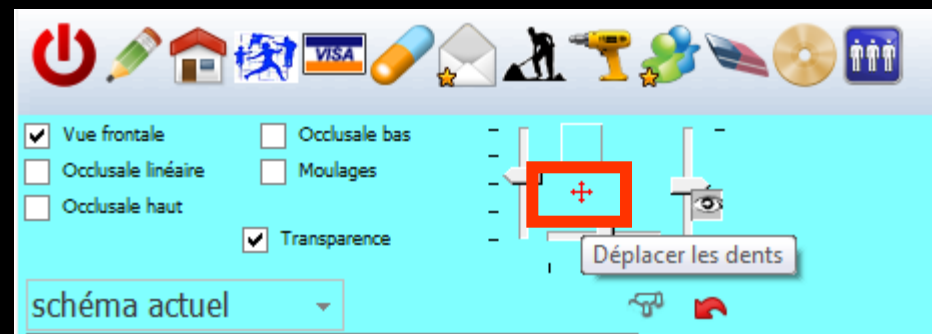 VISA
Vue frontale
Occlusale bas
Occlusale linéaire
Moulages
Occlusale haut
Transparence
Déplacer les dents
schéma actuel